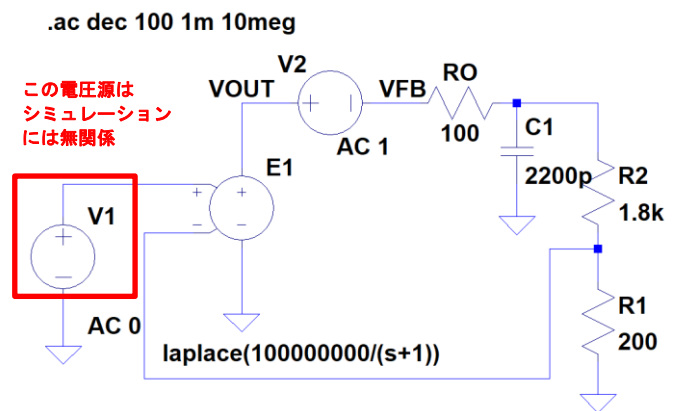 .ac dec 100 1m 10meg
この電圧源は
シミュレーション
には無関係
V2
VOUT
VFB
RO
100
AC 1
C1
2200p
R2
1.8k
E1
V1
AC 0
R1
200
laplace(100000000/(s+1))